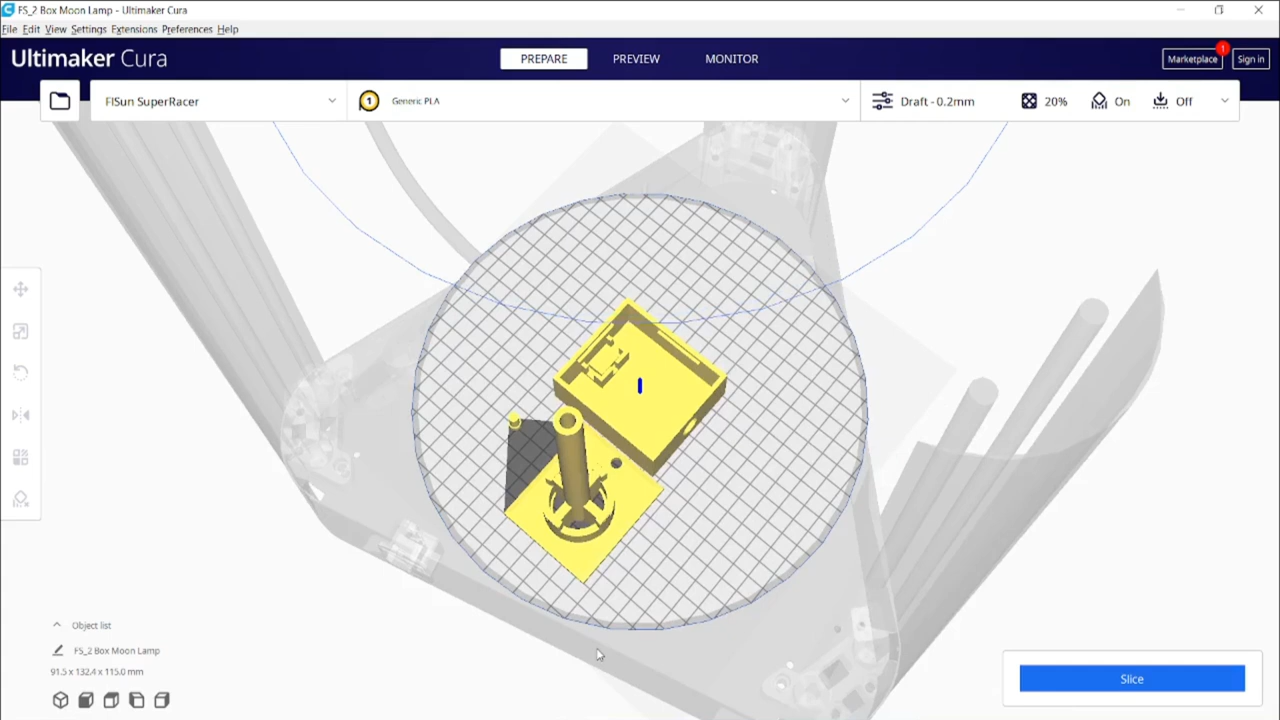 FS_2 Box Moon Lamp - Ultimaker Cura
File Edit View Settings Extensions Preferences Help
Ultimaker Cura
PREPARE
PREVIEW
MONITOR
Marketplace
1
Sign in
FlSun SuperRacer
1
Generic PLA
Draft - 0.2mm
20%
On
Off
Object list
FS_2 Box Moon Lamp
91.5 x 132.4 x 115.0 mm
Slice